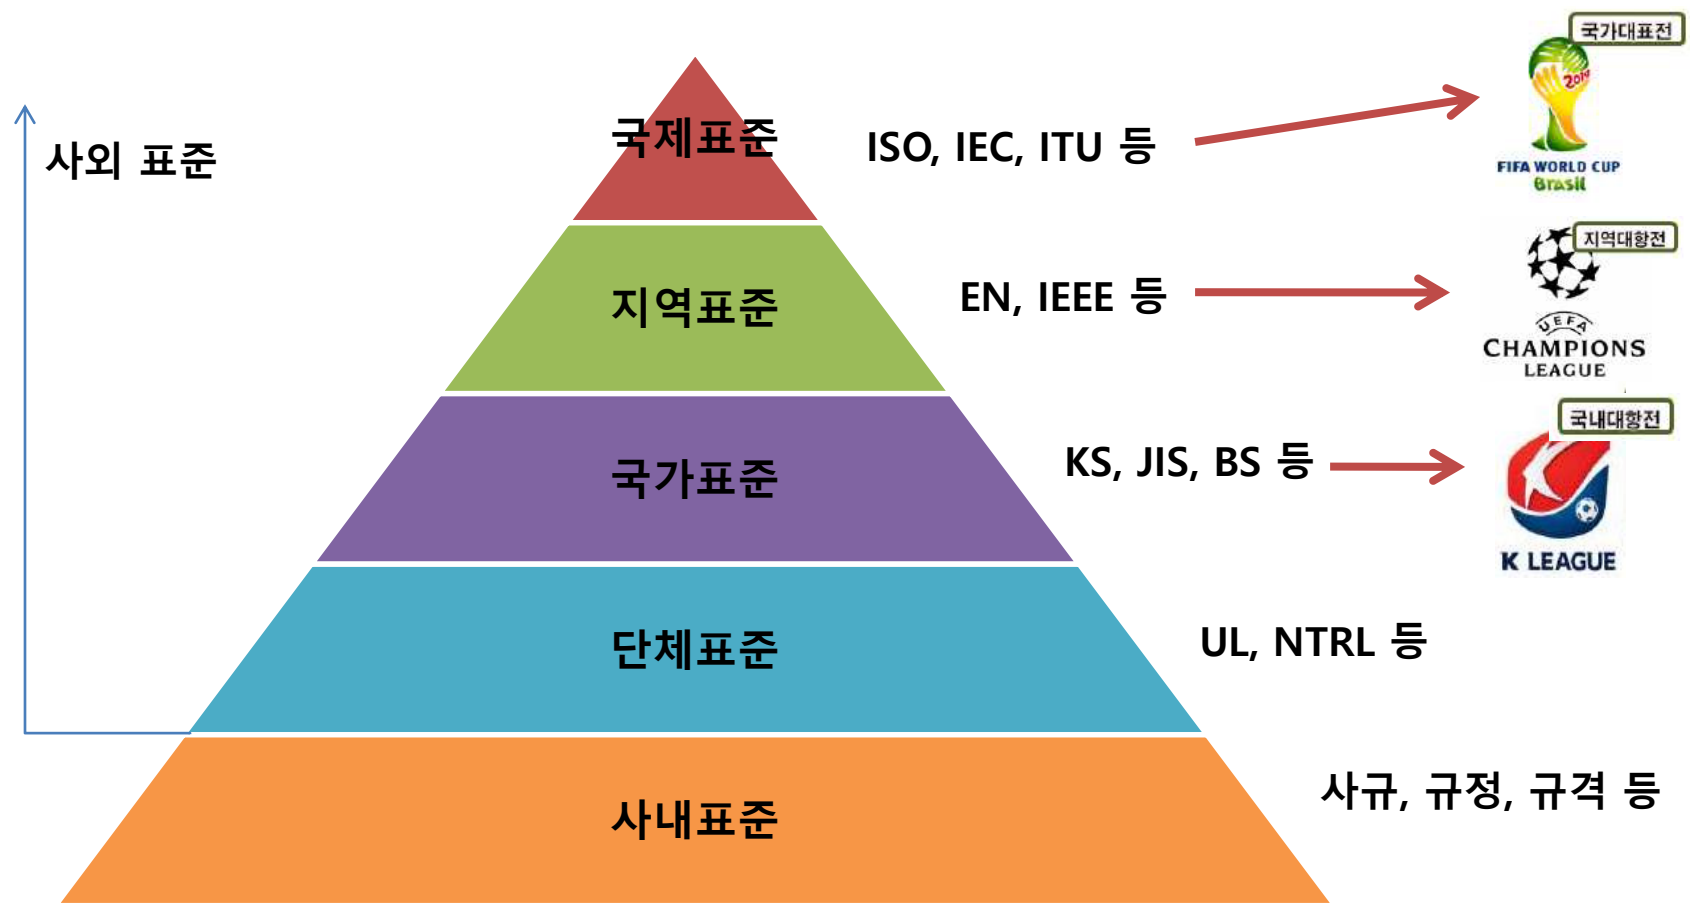 국가대표전
2014
FIFA WORLD CUP
Brasil
사외 표준
국제표준
ISO, IEC, ITU 등
지역대항전
UEFA
CHAMPIONS
LEAGUE
지역표준
EN, IEEE 등
국내대항전
K LEAGUE
국가표준
KS, JIS, BS 등
단체표준
UL, NTRL 등
사내표준
사규, 규정, 규격 등